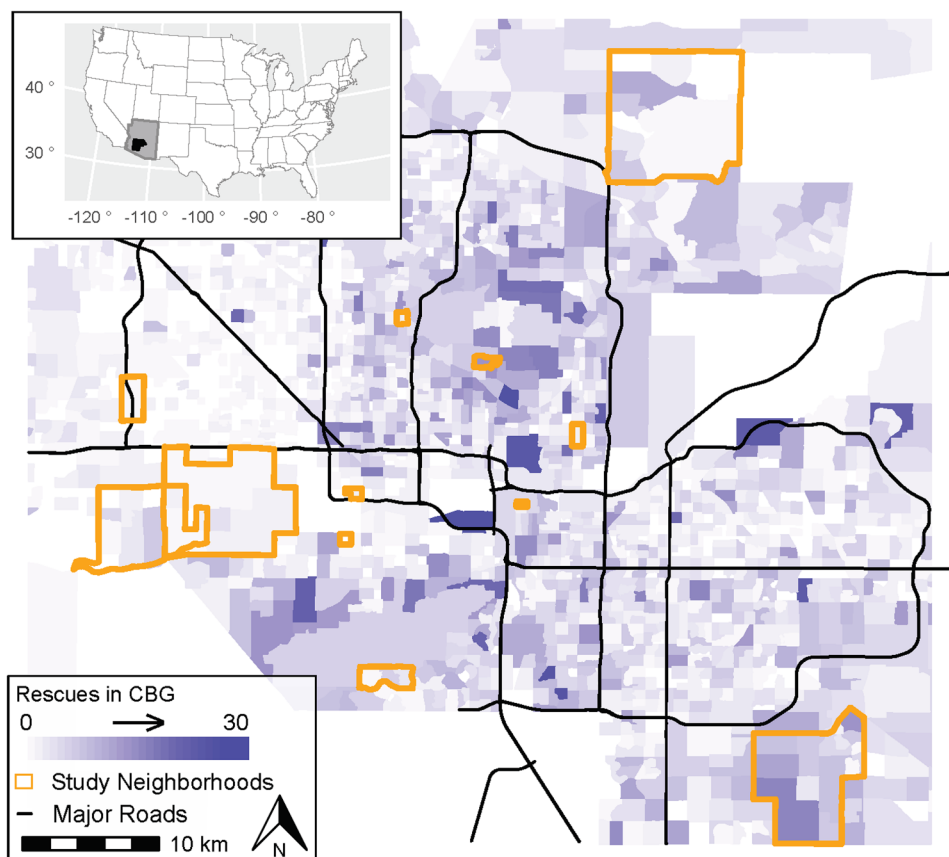 40 °
30 °
-120 ° -110 ° -100 ° -90 ° -80 °
Rescues in CBG
0 30
Study Neighborhoods
Major Roads
10 km
N